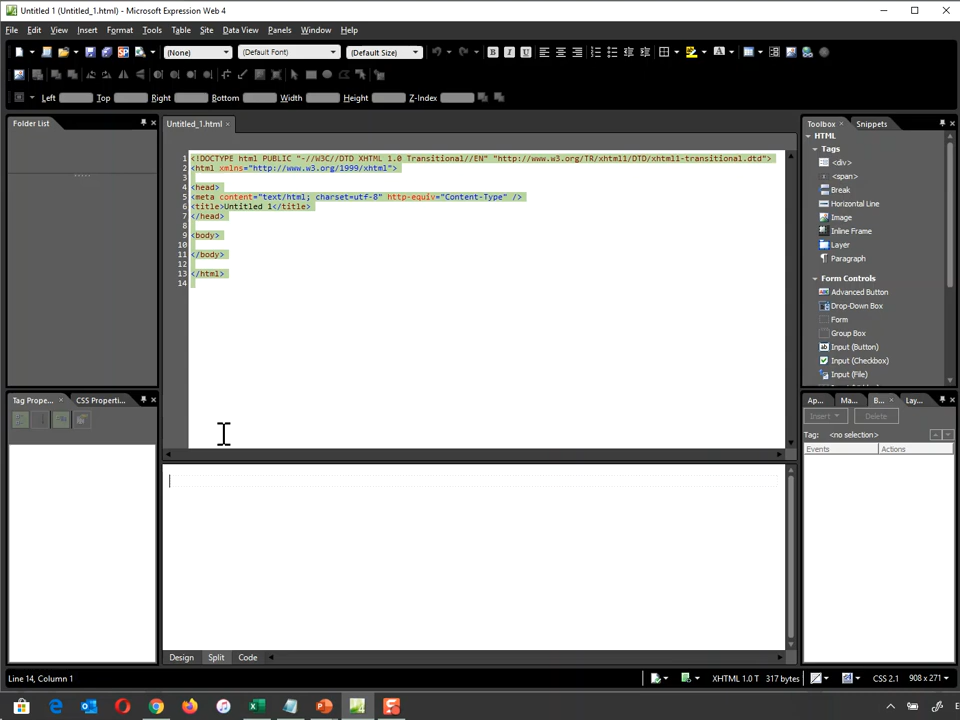 Untitled 1 (Untitled_1.html) - Microsoft Expression Web 4
File Edit View Insert Format Tools Table Site Data View Panels Window Help
(None) (Default Font) (Default Size) B I U
Left Top Right Bottom Width Height Z-Index
Folder List
Untitled_1.html
1 <!DOCTYPE html PUBLIC "-//W3C//DTD XHTML 1.0 Transitional//EN" "http://www.w3.org/TR/xhtml1/DTD/xhtml1-transitional.dtd">
2 <html xmlns="http://www.w3.org/1999/xhtml">
3
4 <head>
5 <meta content="text/html; charset=utf-8" http-equiv="Content-Type" />
6 <title>Untitled 1</title>
7 </head>
8
9 <body>
10
11 </body>
12
13 </html>
14
Toolbox Snippets
HTML
Tags
<div>
<span>
Break
Horizontal Line
Image
Inline Frame
Layer
Paragraph
Form Controls
Advanced Button
Drop-Down Box
Form
Group Box
Input (Button)
Input (Checkbox)
Input (File)
Tag Prope... CSS Properti...
Ap... Ma... B... Lay...
Insert Delete
Tag: <no selection>
Events Actions
Design Split Code
Line 14, Column 1
XHTML 1.0 T 317 bytes CSS 2.1 908 x 271